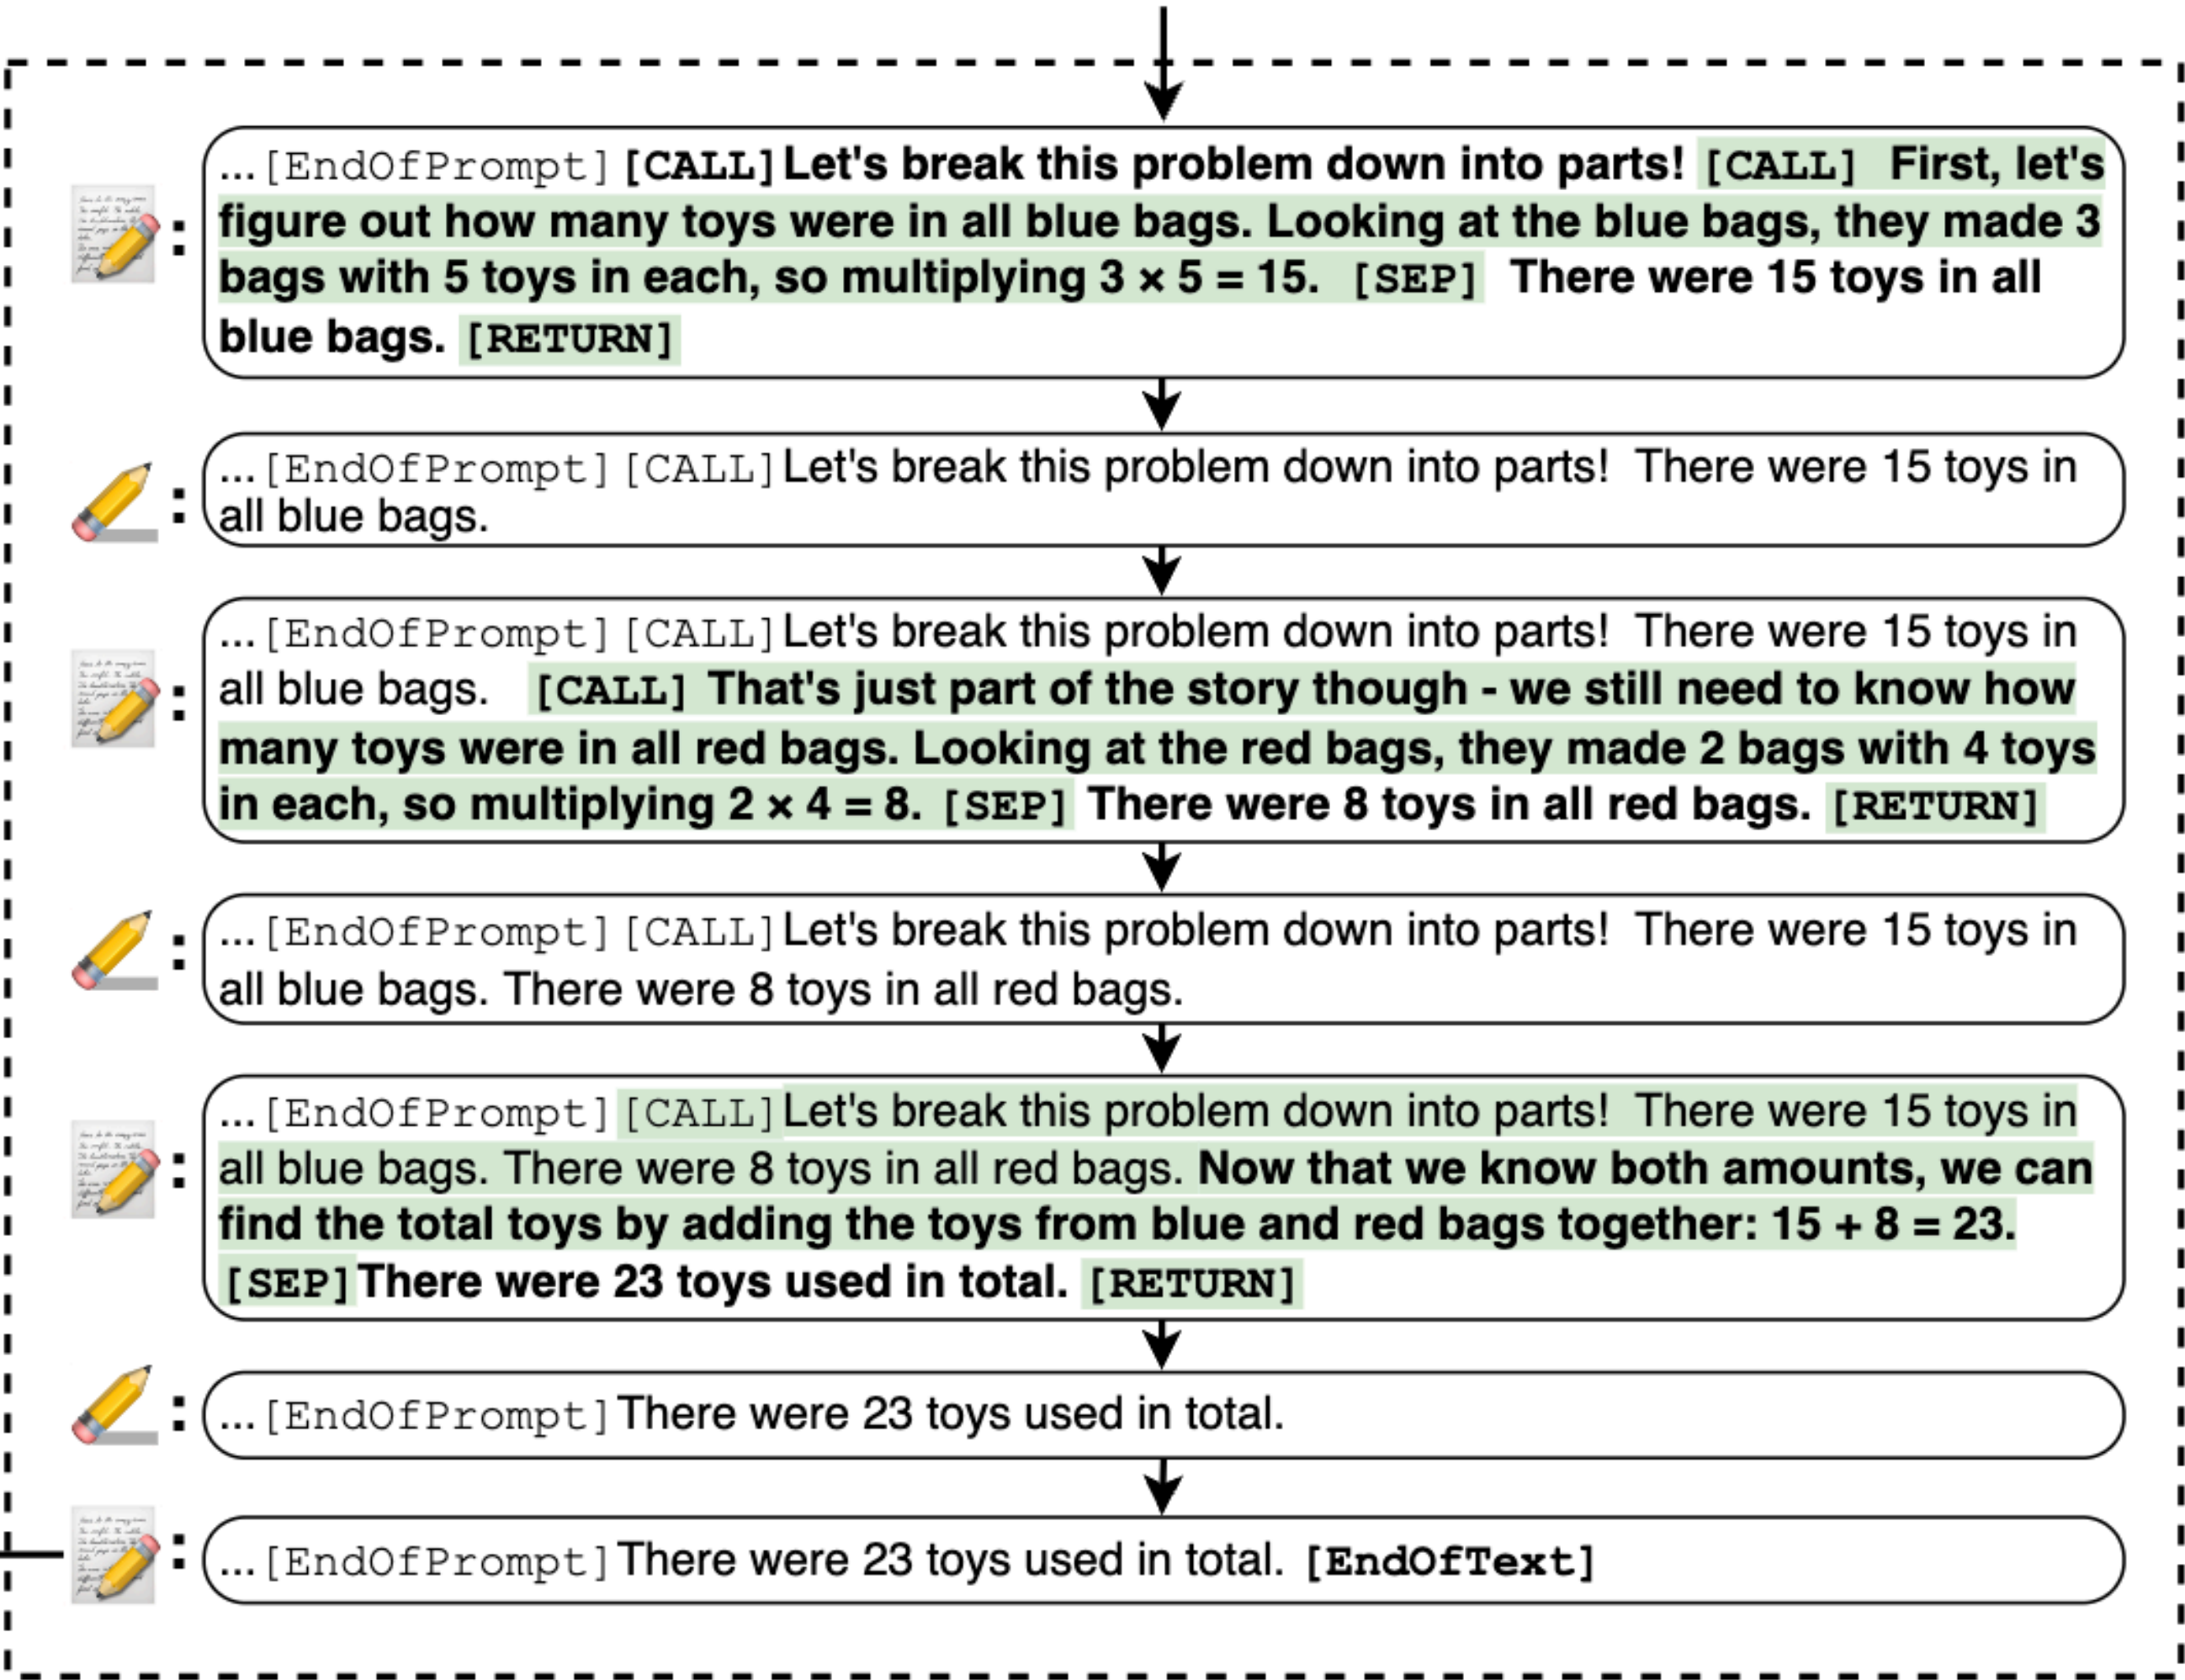 ...[EndOfPrompt] [CALL] Let's break this problem down into parts! [CALL] First, let's
figure out how many toys were in all blue bags. Looking at the blue bags, they made 3
bags with 5 toys in each, so multiplying 3 × 5 = 15. [SEP] There were 15 toys in all
blue bags. [RETURN]
...[EndOfPrompt] [CALL] Let's break this problem down into parts! There were 15 toys in
all blue bags.
...[EndOfPrompt] [CALL] Let's break this problem down into parts! There were 15 toys in
all blue bags. [CALL] That's just part of the story though - we still need to know how
many toys were in all red bags. Looking at the red bags, they made 2 bags with 4 toys
in each, so multiplying 2 × 4 = 8. [SEP] There were 8 toys in all red bags. [RETURN]
...[EndOfPrompt] [CALL] Let's break this problem down into parts! There were 15 toys in
all blue bags. There were 8 toys in all red bags.
...[EndOfPrompt] [CALL] Let's break this problem down into parts! There were 15 toys in
all blue bags. There were 8 toys in all red bags. Now that we know both amounts, we can
find the total toys by adding the toys from blue and red bags together: 15 + 8 = 23.
[SEP] There were 23 toys used in total. [RETURN]
...[EndOfPrompt] There were 23 toys used in total.
...[EndOfPrompt] There were 23 toys used in total. [EndOfText]